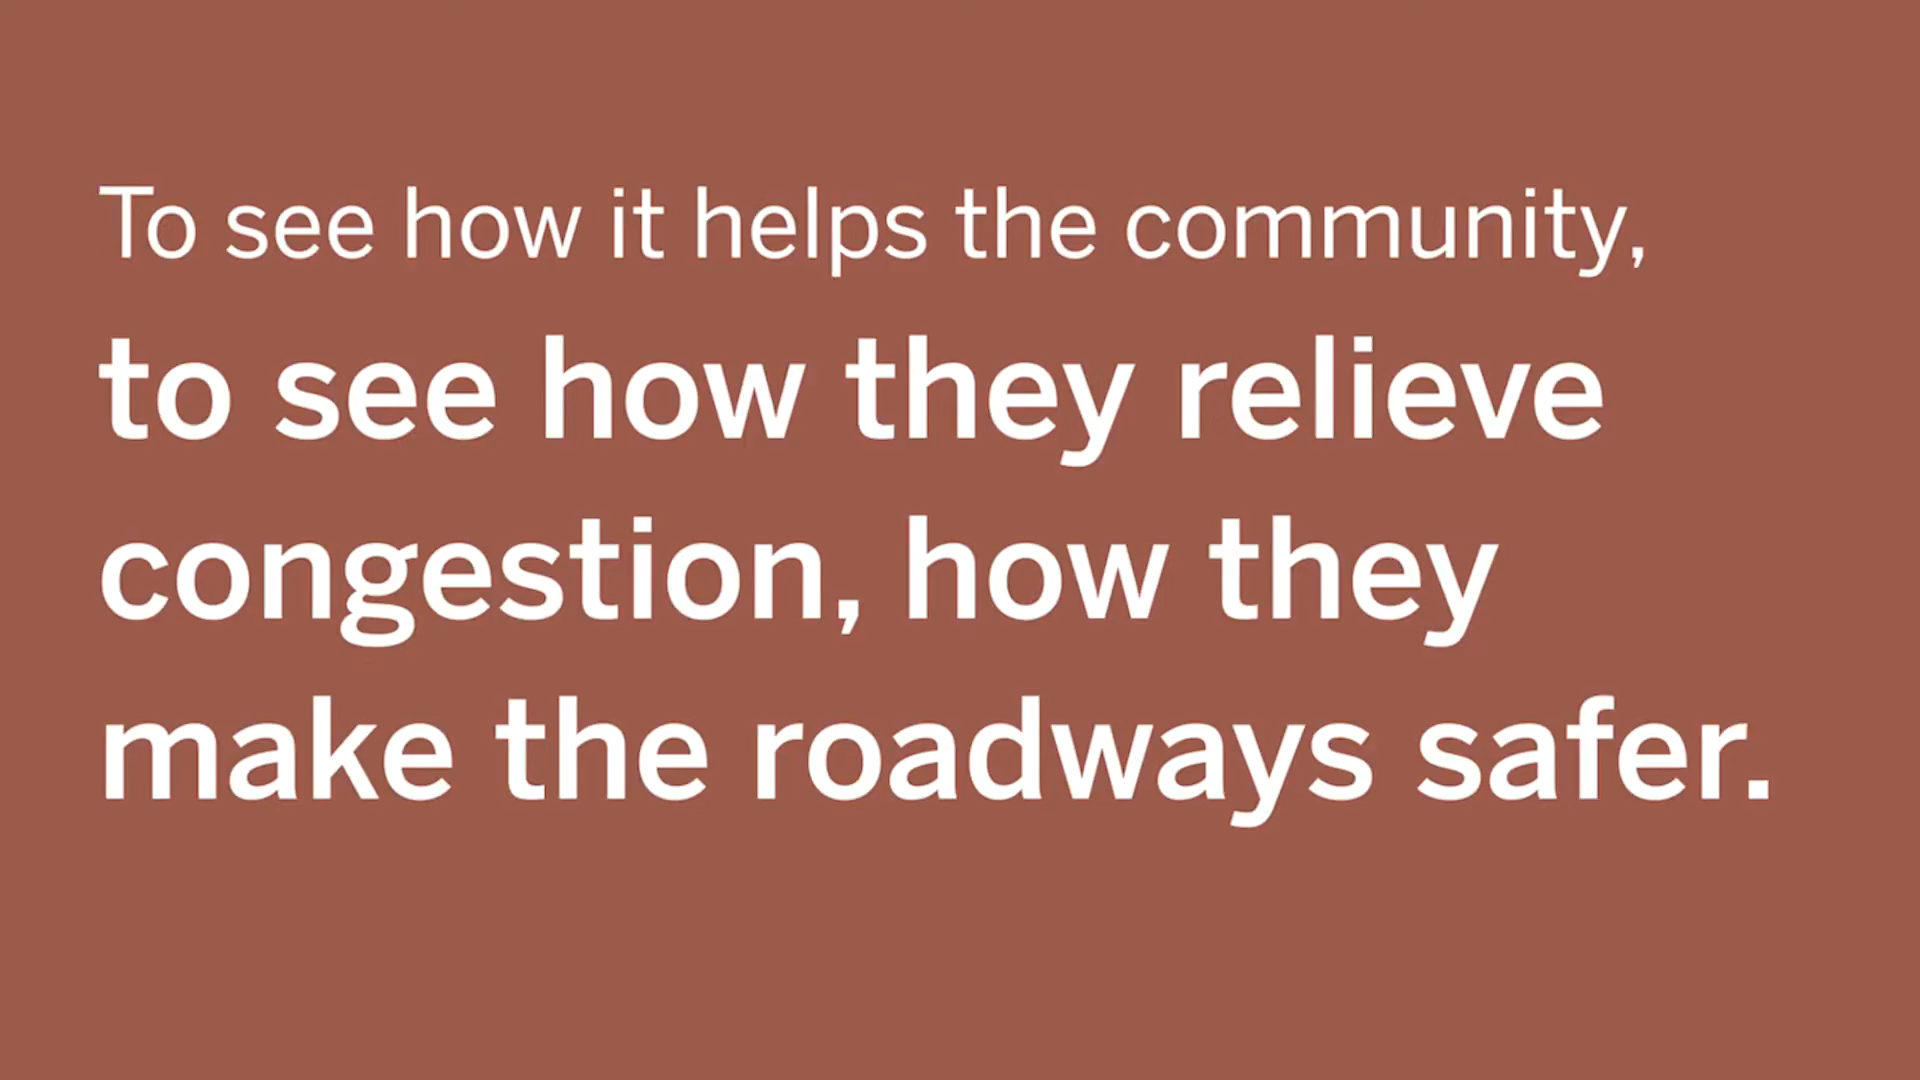 To see how it helps the community,
to see how they relieve
congestion, how they
make the roadways safer.